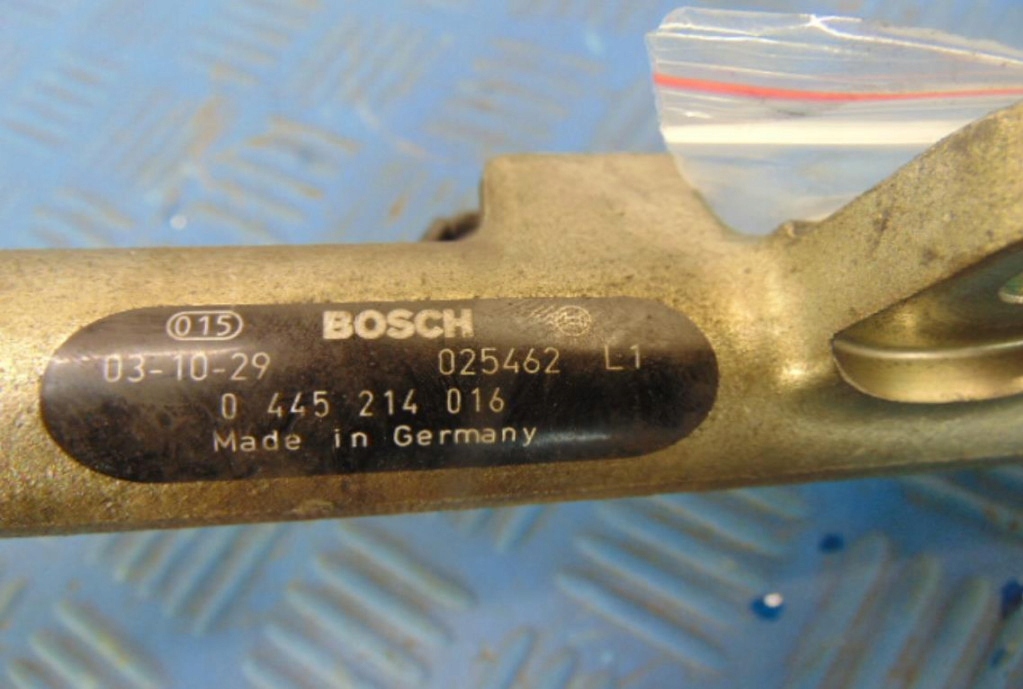 015 BOSCH
03-10-29 025462 L1
0 445 214 016
Made in Germany